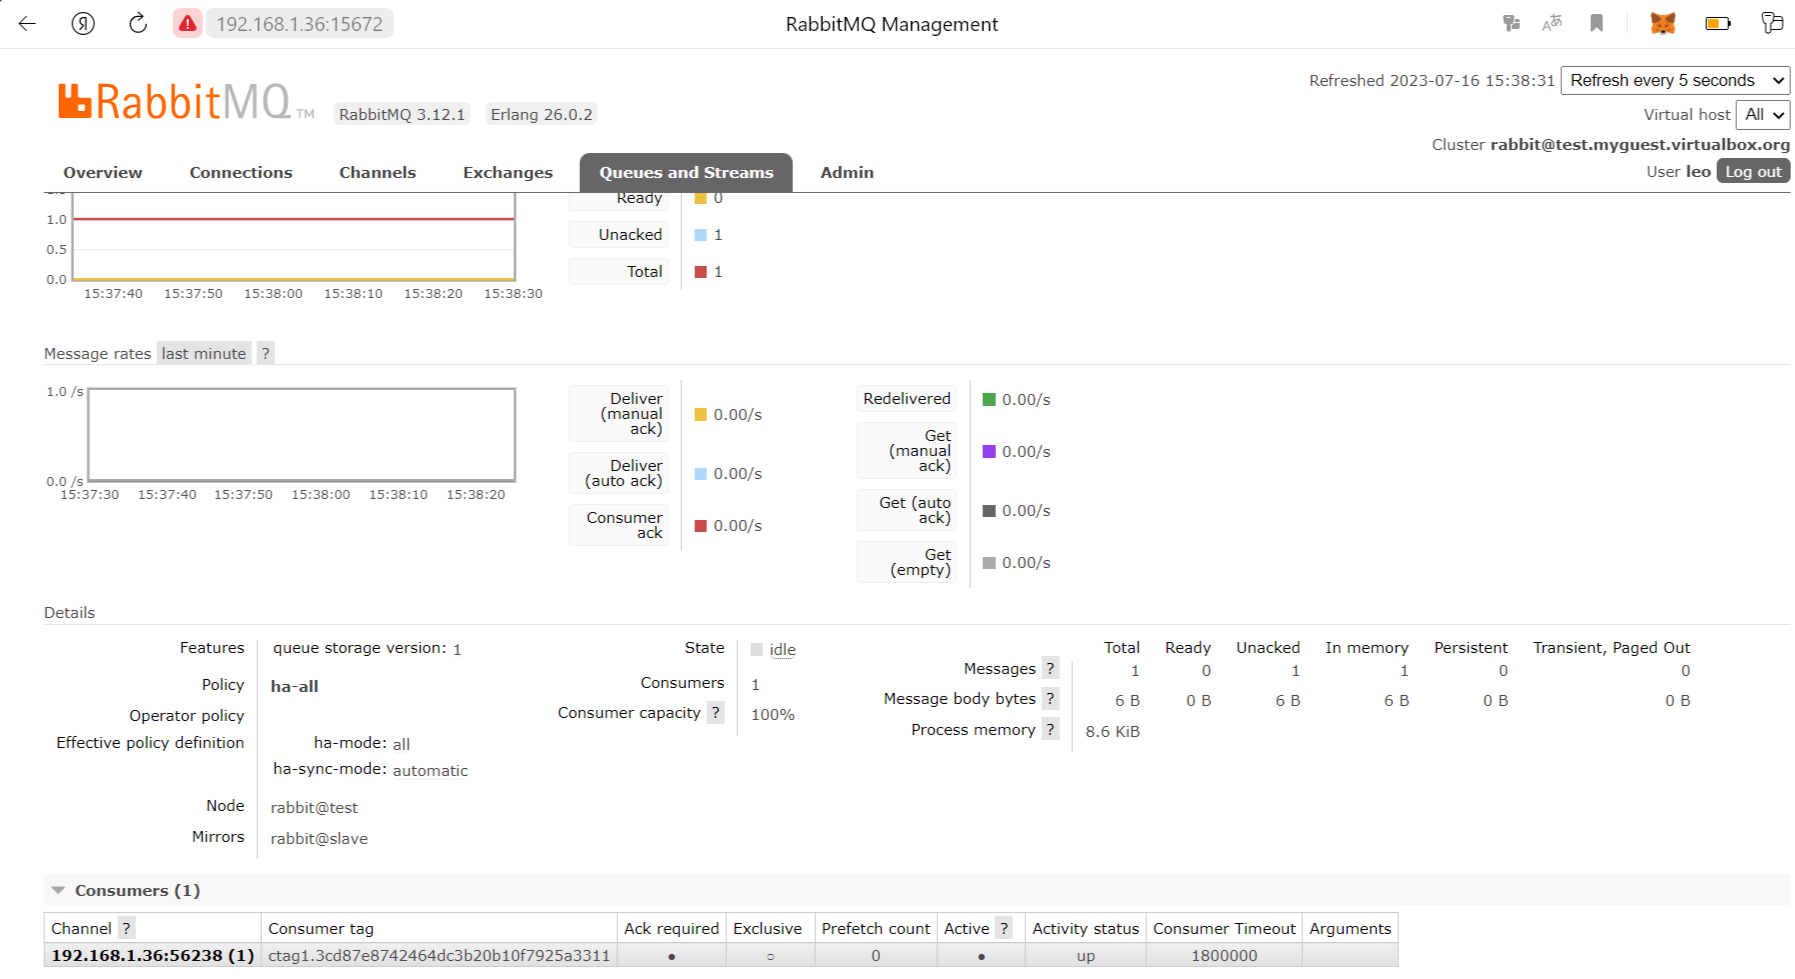 192.168.1.36:15672 RabbitMQ Management
Refreshed 2023-07-16 15:38:31 Refresh every 5 seconds
RabbitMQ TM RabbitMQ 3.12.1 Erlang 26.0.2
Virtual host All
Cluster rabbit@test.myguest.virtualbox.org
Overview Connections Channels Exchanges Queues and Streams Admin
User leo Log out
Ready 0
1.0
0.5
0.0
Unacked 1
Total 1
15:37:40 15:37:50 15:38:00 15:38:10 15:38:20 15:38:30
Message rates last minute ?
1.0 /s
0.0 /s
15:37:30 15:37:40 15:37:50 15:38:00 15:38:10 15:38:20
Deliver
(manual
ack) 0.00/s
Deliver
(auto ack) 0.00/s
Consumer
ack 0.00/s
Redelivered 0.00/s
Get
(manual
ack) 0.00/s
Get (auto
ack) 0.00/s
Get
(empty) 0.00/s
Details
Features queue storage version: 1
Policy ha-all
Operator policy
Effective policy definition ha-mode: all
ha-sync-mode: automatic
Node rabbit@test
Mirrors rabbit@slave
State idle
Consumers 1
Consumer capacity ? 100%
Total Ready Unacked In memory Persistent Transient, Paged Out
Messages ? 1 0 1 1 0 0
Message body bytes ? 6 B 0 B 6 B 6 B 0 B 0 B
Process memory ? 8.6 KiB
Consumers (1)
Channel ? Consumer tag Ack required Exclusive Prefetch count Active ? Activity status Consumer Timeout Arguments
192.168.1.36:56238 (1) ctag1.3cd87e8742464dc3b20b10f7925a3311 ● ○ 0 ● up 1800000